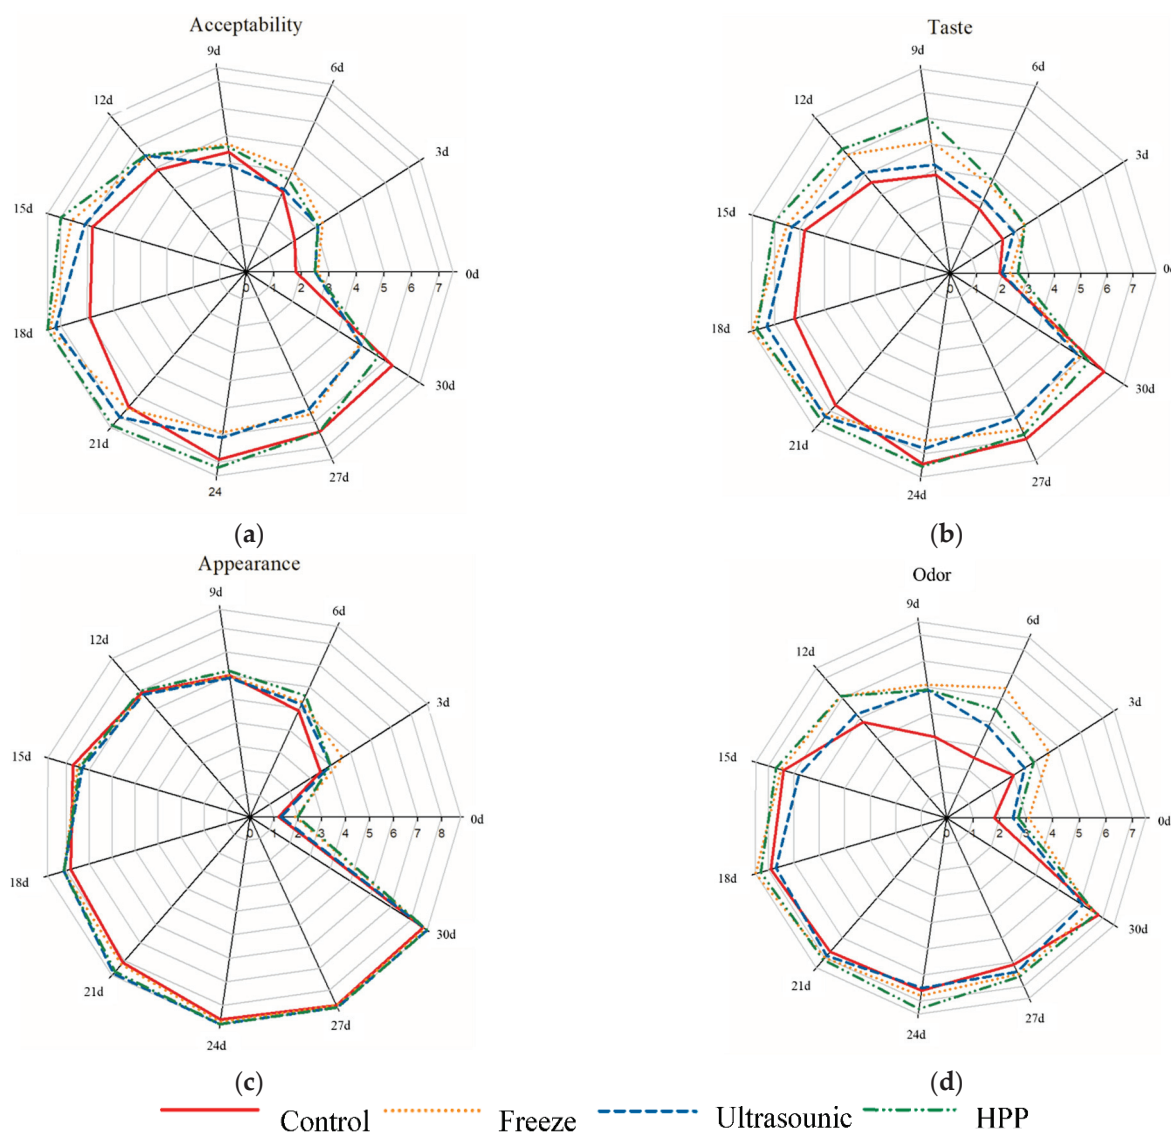 Acceptability
9d
6d
12d
3d
15d
0 1 2 3 4 5 6 7 0d
18d
30d
21d
27d
24
(a)
Taste
9d
6d
12d
3d
15d
0 1 2 3 4 5 6 7 0d
18d
30d
21d
27d
24d
(b)
Appearance
9d
6d
12d
3d
15d
0 1 2 3 4 5 6 7 8 0d
18d
30d
21d
27d
24d
(c)
Odor
9d
6d
12d
3d
15d
0 1 2 3 4 5 6 7 0d
18d
30d
21d
27d
24d
(d)
Control Freeze Ultrasounic HPP